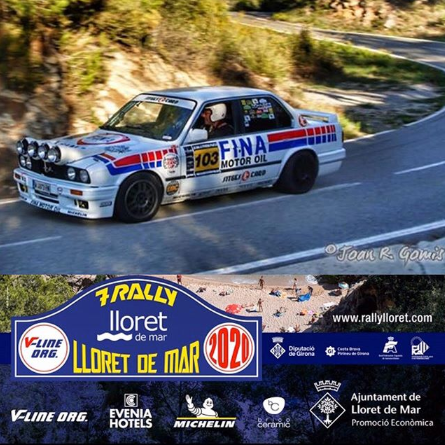 103
FINA
MOTOR OIL
© Joan R. Gomis
7 RALLY
lloret
de mar
LLORET DE MAR
V-LINE
ORG.
2020
www.rallylloret.com
Diputació
de Girona
Costa Brava
Pirineu de Girona
V-LINE ORG.
EVENIA
HOTELS
MICHELIN
bceramic
Ajuntament de
Lloret de Mar
Promoció Econòmica